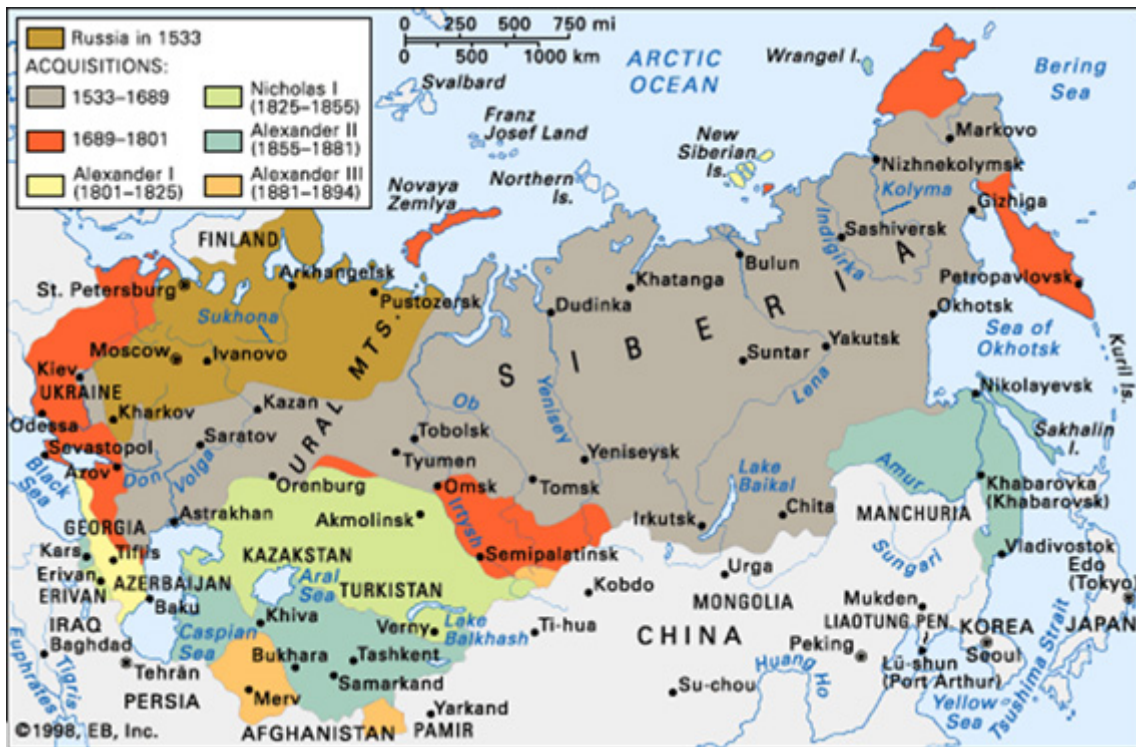 Russia in 1533
ACQUISITIONS:
1533–1689
1689–1801
Alexander I
(1801–1825)
Nicholas I
(1825–1855)
Alexander II
(1855–1881)
Alexander III
(1881–1894)
0 250 500 750 mi
0 500 1000 km
ARCTIC
OCEAN
Wrangel I.
Bering
Sea
Svalbard
Franz
Josef Land
New
Siberian
Is.
Markovo
Nizhnekolymsk
Northern
Is.
Kolyma
Gizhiga
Novaya
Zemlya
Indigirka
Sashiversk
FINLAND
Arkhangelsk
Khatanga
Bulun
St. Petersburg
Pustozersk
Dudinka
Petropavlovsk
Okhotsk
Sukhona
Sea of
Okhotsk
SIBERIA
Moscow
Ivanovo
Yakutsk
Suntar
Kuril Is.
Kiev
UKRAINE
URAL MTS.
Ob
Yenisey
Lena
Nikolayevsk
Kharkov
Kazan
Odessa
Sakhalin
I.
Tobolsk
Sevastopol
Saratov
Tyumen
Yeniseysk
Azov
Don
Volga
Lake
Baikal
Amur
Black
Sea
Orenburg
Omsk
Tomsk
Khabarovka
(Khabarovsk)
Irtysh
Chita
Astrakhan
Akmolinsk
Irkutsk
MANCHURIA
GEORGIA
Kars
Tiflis
KAZAKSTAN
Semipalatinsk
Sungari
Vladivostok
Erivan
ERIVAN
AZERBAIJAN
Aral
Sea
TURKISTAN
Kobdo
Urga
Edo
(Tokyo)
Baku
MONGOLIA
Mukden
Khiva
IRAQ
Baghdad
Caspian
Sea
Verny
Lake
Balkhash
Ti-hua
CHINA
LIAOTUNG PEN.
KOREA
JAPAN
Peking
Seoul
Bukhara
Tashkent
Tehrān
Euphrates
Tigris
Huang Ho
Lü-shun
(Port Arthur)
Tsushima Strait
Samarkand
PERSIA
Merv
Su-chou
Yellow
Sea
Yarkand
©1998, EB, Inc.
AFGHANISTAN
PAMIR